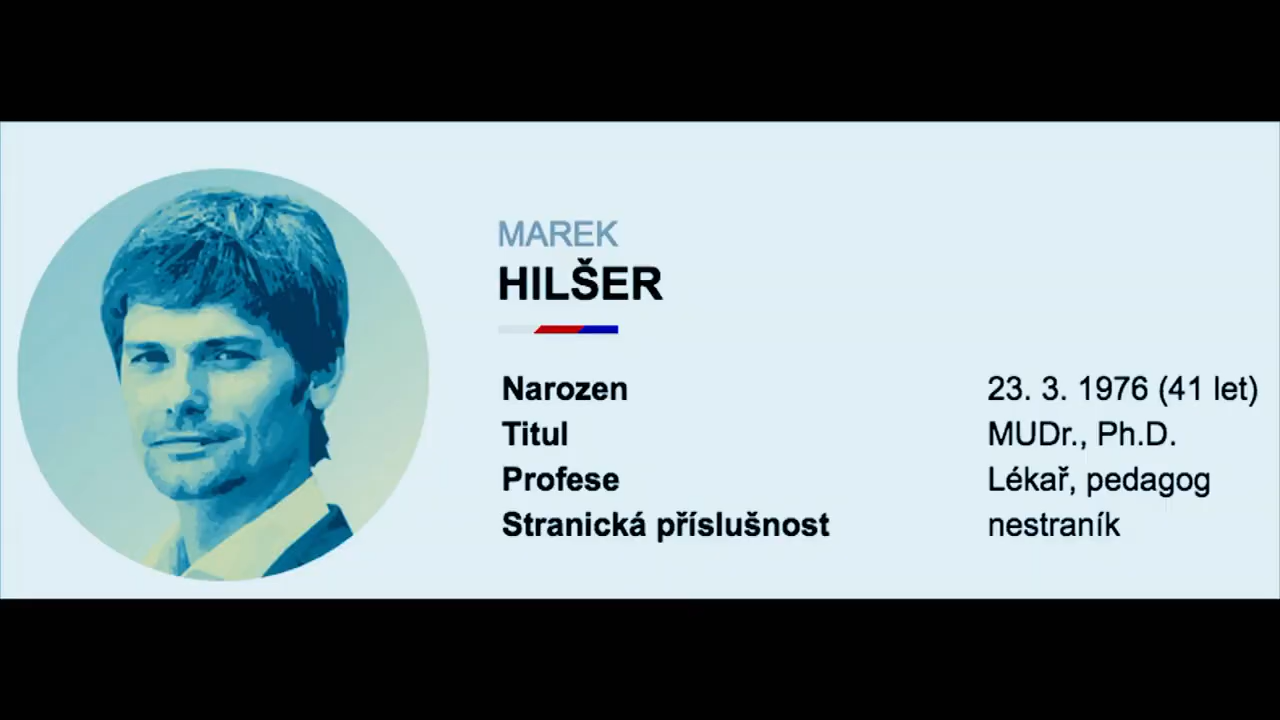 MAREK
HILŠER
Narozen 23. 3. 1976 (41 let)
Titul MUDr., Ph.D.
Profese Lékař, pedagog
Stranická příslušnost nestraník